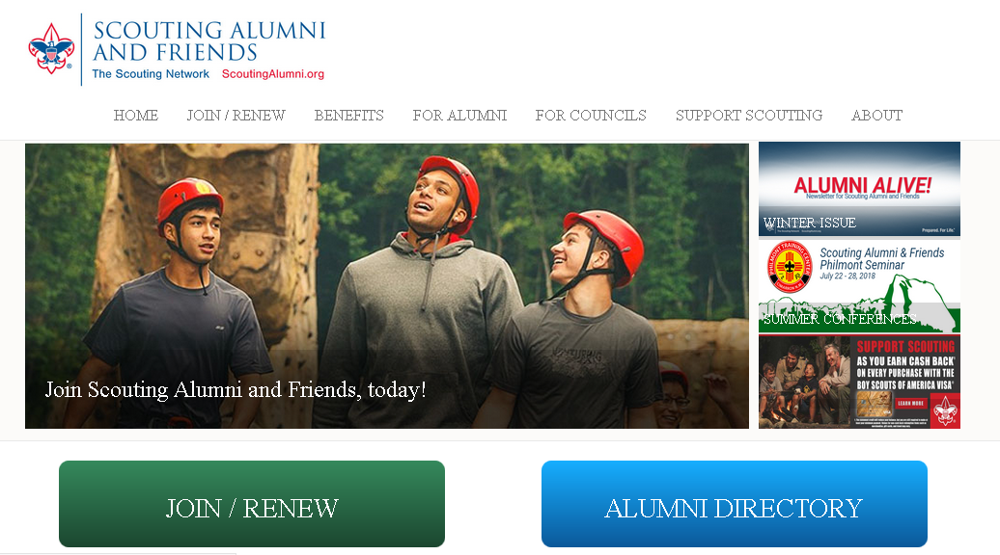 SCOUTING ALUMNI
AND FRIENDS
The Scouting Network ScoutingAlumni.org
HOME JOIN / RENEW BENEFITS FOR ALUMNI FOR COUNCILS SUPPORT SCOUTING ABOUT
Join Scouting Alumni and Friends, today!
ALUMNI ALIVE!
Newsletter for Scouting Alumni and Friends
WINTER ISSUE
Prepared. For Life.
PHILMONT TRAINING CENTER
Scouting Alumni & Friends
Philmont Seminar
July 22 - 28, 2018
SUMMER CONFERENCES
SUPPORT SCOUTING
AS YOU EARN CASH BACK
ON EVERY PURCHASE WITH THE
BOY SCOUTS OF AMERICA VISA
LEARN MORE
JOIN / RENEW
ALUMNI DIRECTORY